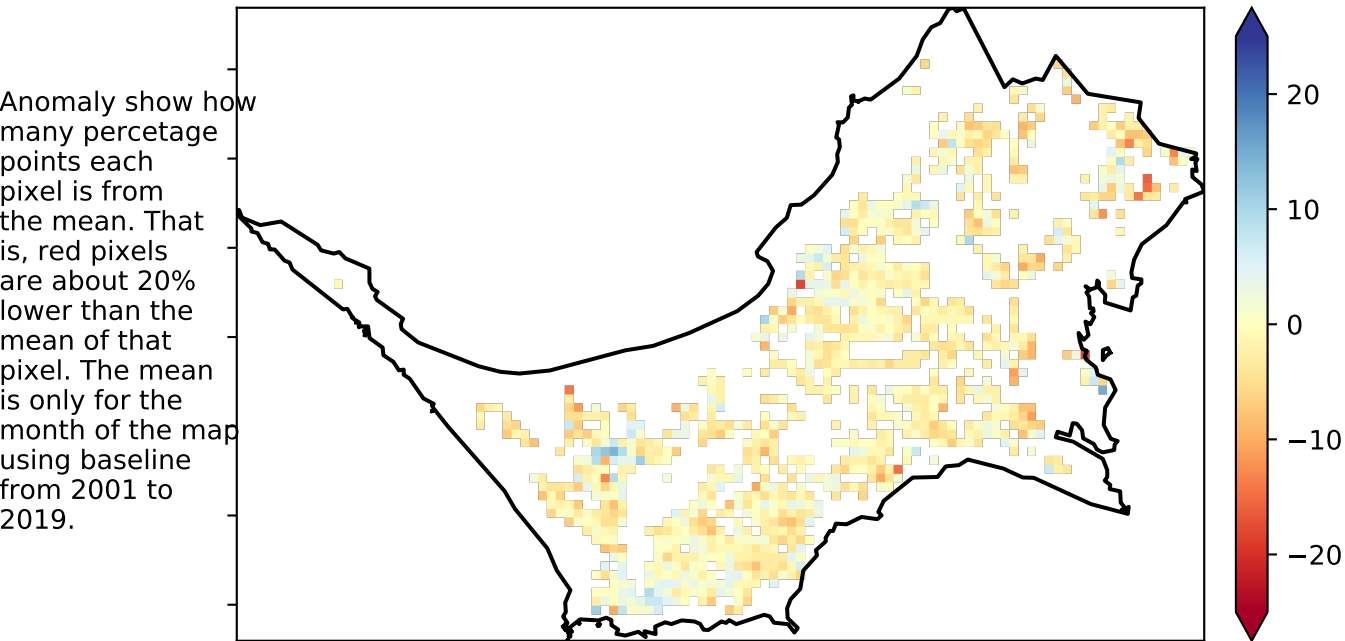 Anomaly show how
many percetage
points each
pixel is from
the mean. That
is, red pixels
are about 20%
lower than the
mean of that
pixel. The mean
is only for the
month of the map
using baseline
from 2001 to
2019.
20
10
0
−10
−20